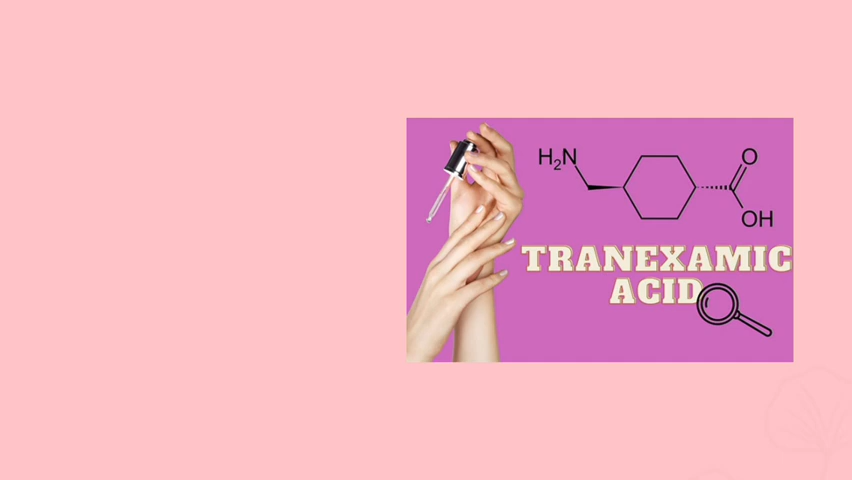 H₂N
O
OH
TRANEXAMIC
ACID